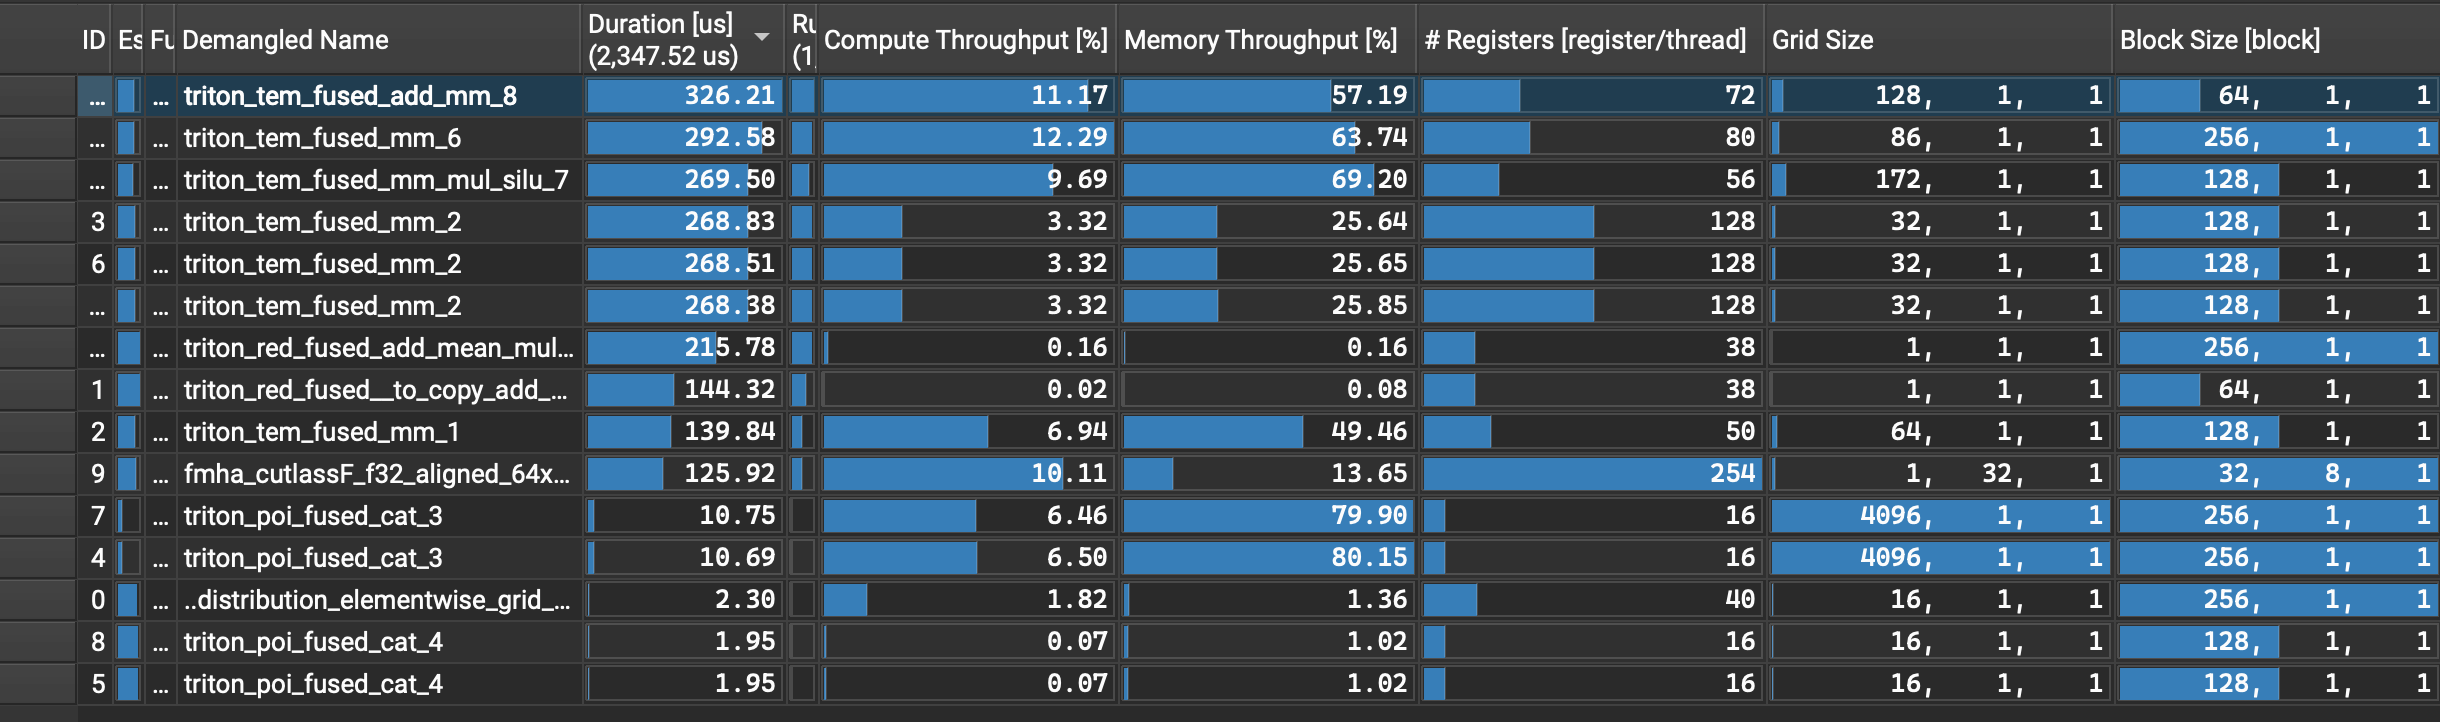 ID Es Fu Demangled Name Duration [us] (2,347.52 us) Ru (1, Compute Throughput [%] Memory Throughput [%] # Registers [register/thread] Grid Size Block Size [block]
... ... triton_tem_fused_add_mm_8 326.21 11.17 57.19 72 128, 1, 1 64, 1, 1
... ... triton_tem_fused_mm_6 292.58 12.29 63.74 80 86, 1, 1 256, 1, 1
... ... triton_tem_fused_mm_mul_silu_7 269.50 9.69 69.20 56 172, 1, 1 128, 1, 1
3 ... triton_tem_fused_mm_2 268.83 3.32 25.64 128 32, 1, 1 128, 1, 1
6 ... triton_tem_fused_mm_2 268.51 3.32 25.65 128 32, 1, 1 128, 1, 1
... ... triton_tem_fused_mm_2 268.38 3.32 25.85 128 32, 1, 1 128, 1, 1
... ... triton_red_fused_add_mean_mul... 215.78 0.16 0.16 38 1, 1, 1 256, 1, 1
1 ... triton_red_fused__to_copy_add_... 144.32 0.02 0.08 38 1, 1, 1 64, 1, 1
2 ... triton_tem_fused_mm_1 139.84 6.94 49.46 50 64, 1, 1 128, 1, 1
9 ... fmha_cutlassF_f32_aligned_64x... 125.92 10.11 13.65 254 1, 32, 1 32, 8, 1
7 ... triton_poi_fused_cat_3 10.75 6.46 79.90 16 4096, 1, 1 256, 1, 1
4 ... triton_poi_fused_cat_3 10.69 6.50 80.15 16 4096, 1, 1 256, 1, 1
0 ... ..distribution_elementwise_grid_... 2.30 1.82 1.36 40 16, 1, 1 256, 1, 1
8 ... triton_poi_fused_cat_4 1.95 0.07 1.02 16 16, 1, 1 128, 1, 1
5 ... triton_poi_fused_cat_4 1.95 0.07 1.02 16 16, 1, 1 128, 1, 1